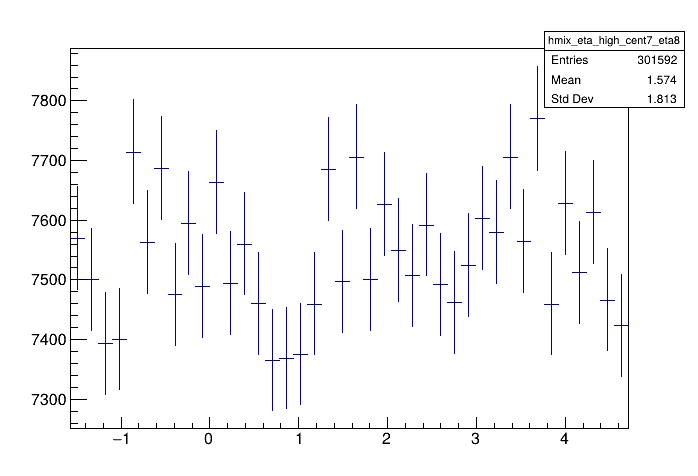 hmix_eta_high_cent7_eta8
Entries 301592
Mean 1.574
Std Dev 1.813
7800
7700
7600
7500
7400
7300
−1 0 1 2 3 4